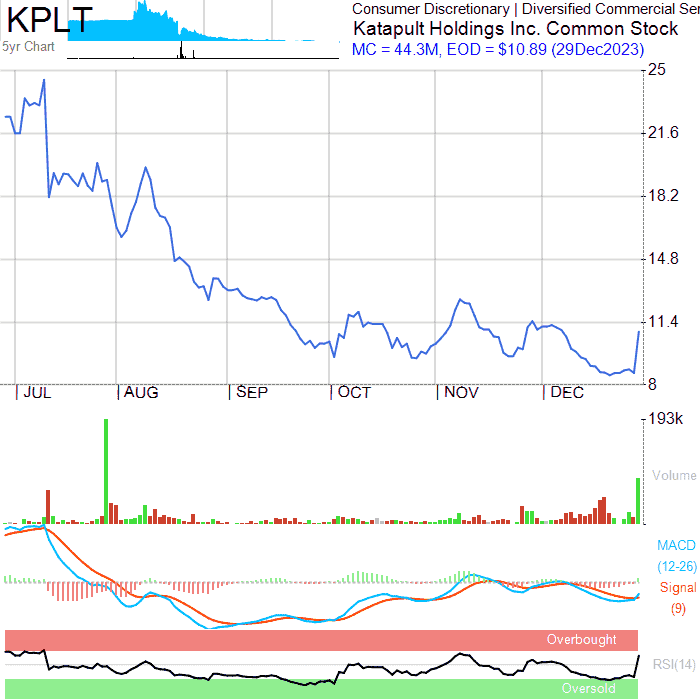 KPLT
5yr Chart
Consumer Discretionary | Diversified Commercial Ser
Katapult Holdings Inc. Common Stock
MC = 44.3M, EOD = $10.89 (29Dec2023)
25
21.6
18.2
14.8
11.4
8
JUL AUG SEP OCT NOV DEC
193k
Volume
MACD
(12-26)
Signal
(9)
Overbought
RSI(14)
Oversold